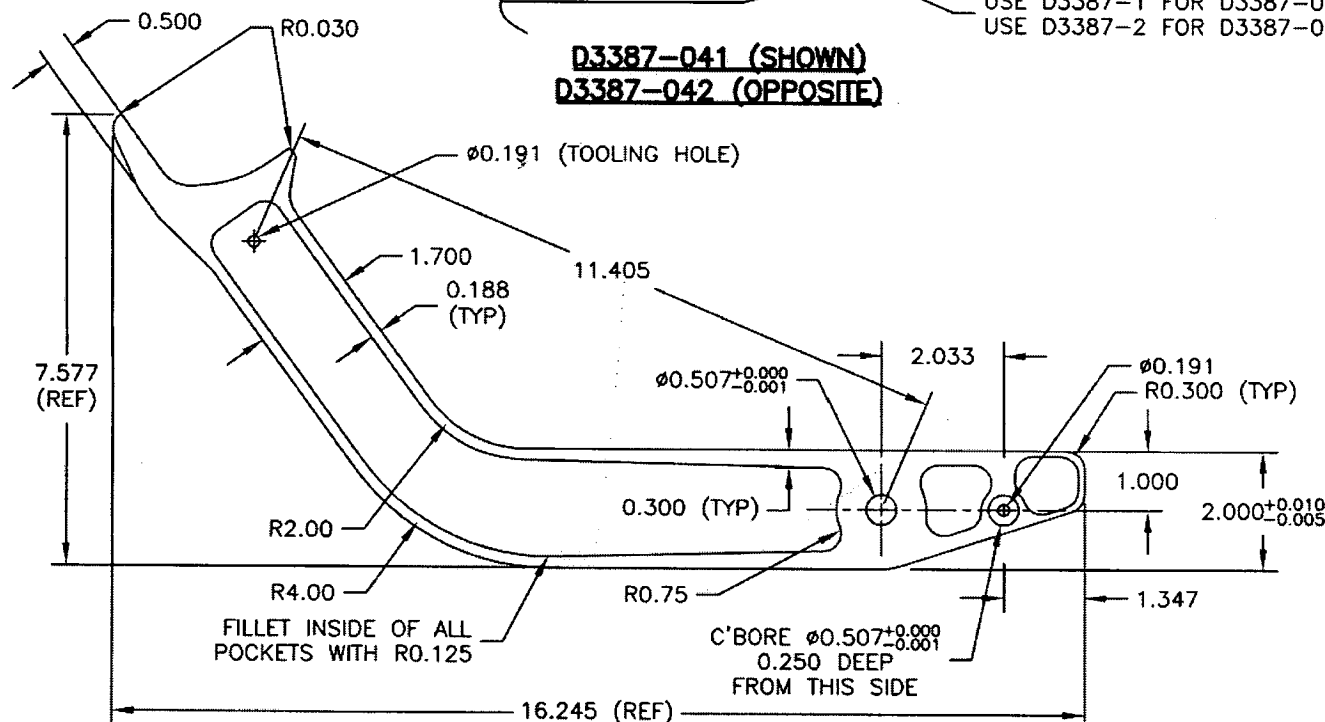 USE D3387-1 FOR D3387-0
USE D3387-2 FOR D3387-0
D3387-041 (SHOWN)
D3387-042 (OPPOSITE)
0.500
R0.030
ø0.191 (TOOLING HOLE)
1.700
0.188
(TYP)
11.405
7.577
(REF)
2.033
ø0.507+0.000
-0.001
ø0.191
R0.300 (TYP)
1.000
2.000+0.010
-0.005
0.300 (TYP)
R2.00
R4.00
R0.75
1.347
FILLET INSIDE OF ALL
POCKETS WITH R0.125
C'BORE ø0.507+0.000
-0.001
0.250 DEEP
FROM THIS SIDE
16.245 (REF)